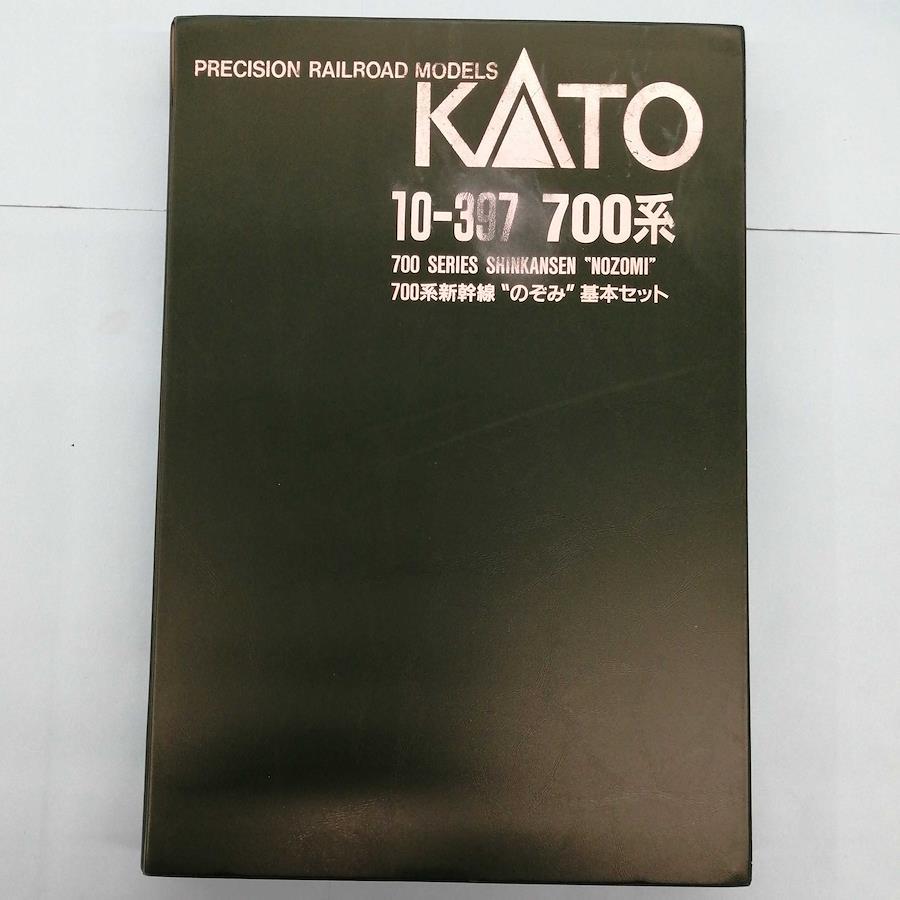 PRECISION RAILROAD MODELS
KATO
10-397 700系
700 SERIES SHINKANSEN "NOZOMI"
700系新幹線 "のぞみ" 基本セット